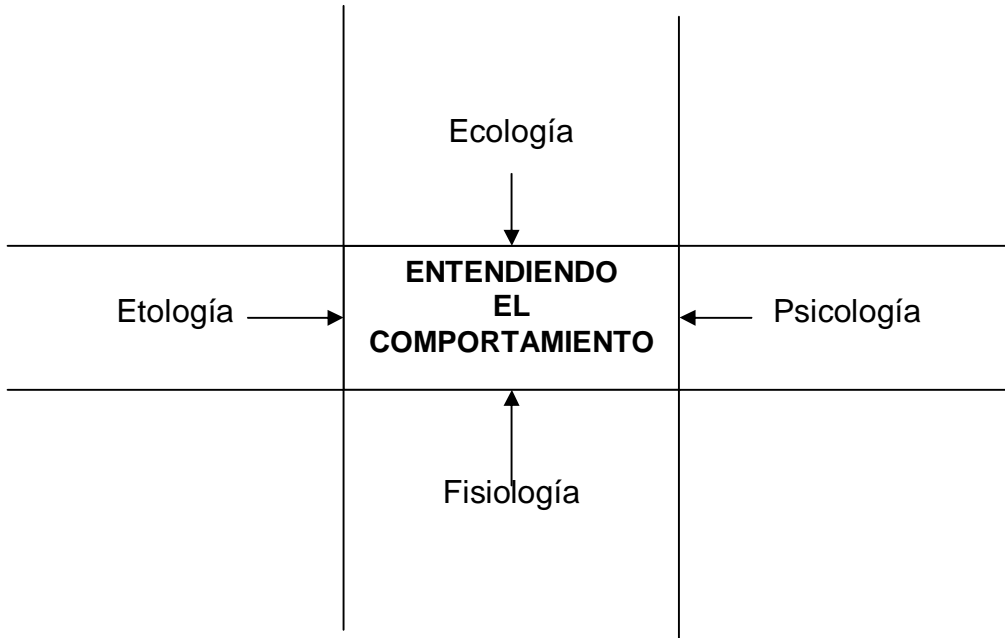 Ecología
ENTENDIENDO
EL
COMPORTAMIENTO
Etología
Psicología
Fisiología